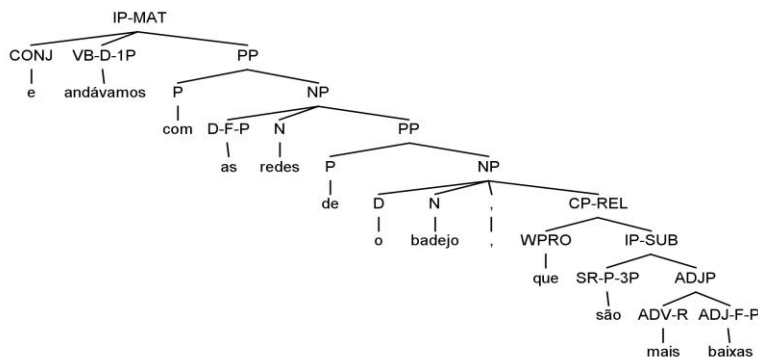 IP-MAT
CONJ VB-D-1P PP
e andávamos P NP
com D-F-P N PP
as redes P NP
de D N , CP-REL
o badejo , WPRO IP-SUB
que SR-P-3P ADJP
são ADV-R ADJ-F-P
mais baixas